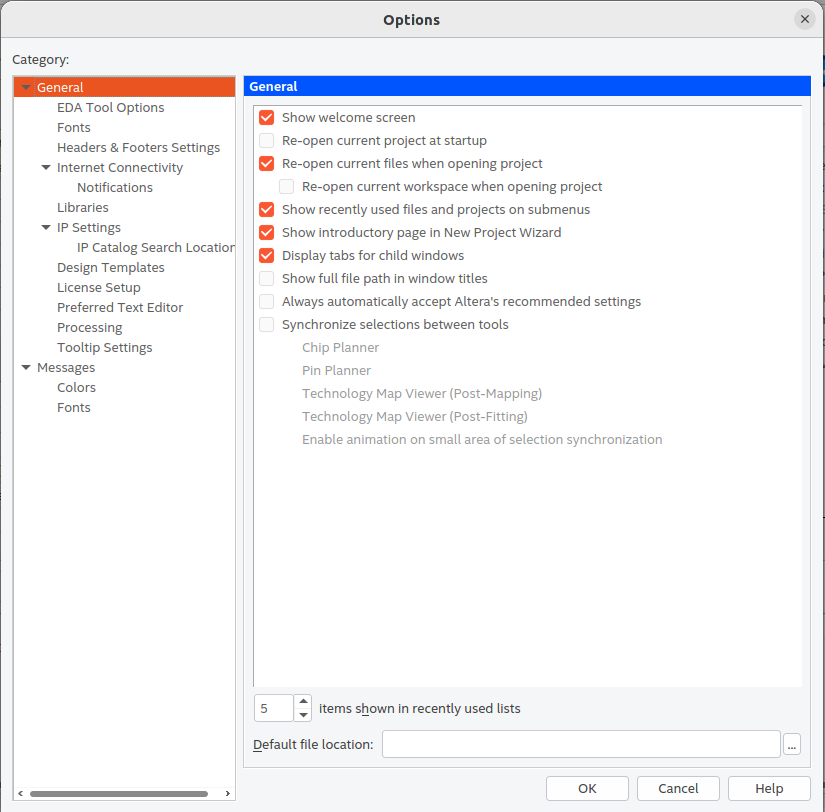 Options
Category:
General
EDA Tool Options
Fonts
Headers & Footers Settings
Internet Connectivity
Notifications
Libraries
IP Settings
IP Catalog Search Location
Design Templates
License Setup
Preferred Text Editor
Processing
Tooltip Settings
Messages
Colors
Fonts
General
Show welcome screen
Re-open current project at startup
Re-open current files when opening project
Re-open current workspace when opening project
Show recently used files and projects on submenus
Show introductory page in New Project Wizard
Display tabs for child windows
Show full file path in window titles
Always automatically accept Altera's recommended settings
Synchronize selections between tools
Chip Planner
Pin Planner
Technology Map Viewer (Post-Mapping)
Technology Map Viewer (Post-Fitting)
Enable animation on small area of selection synchronization
5 items shown in recently used lists
Default file location: ...
OK Cancel Help